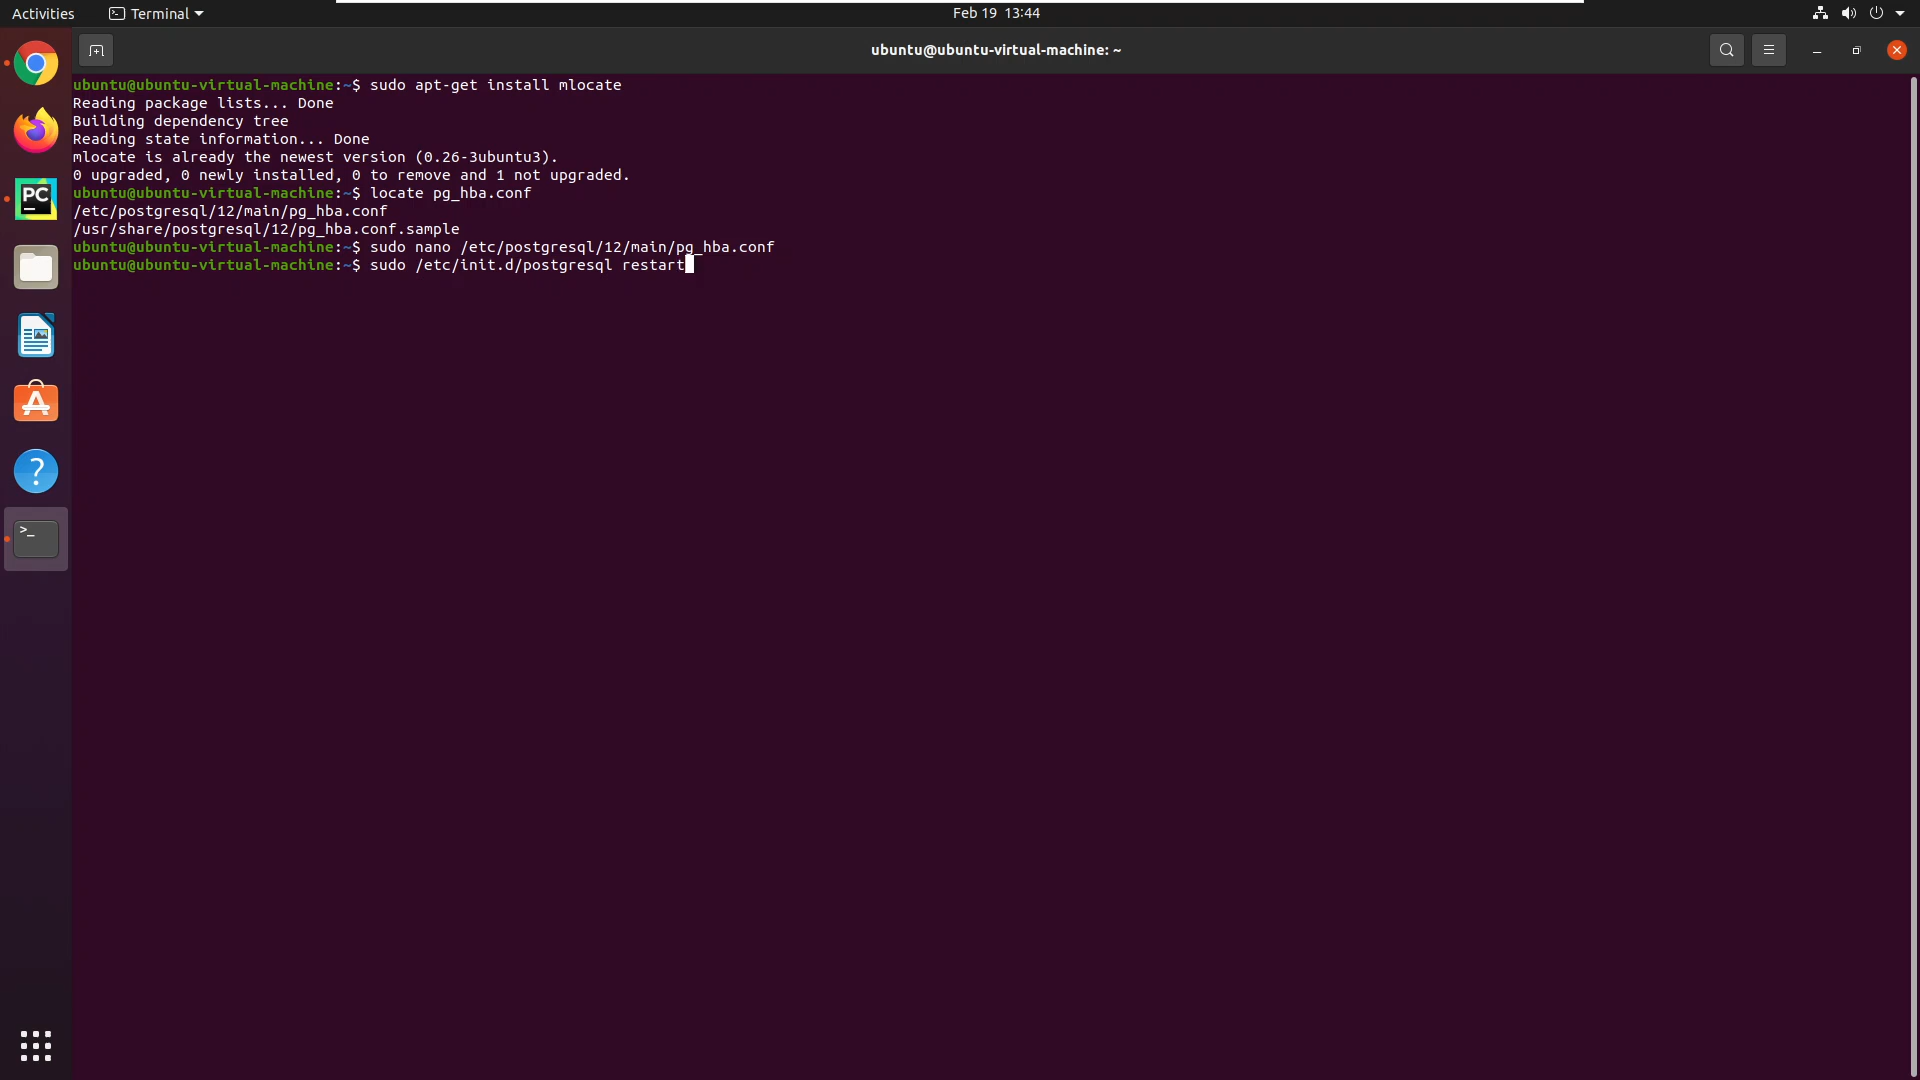 Activities Terminal Feb 19 13:44
ubuntu@ubuntu-virtual-machine: ~
ubuntu@ubuntu-virtual-machine:~$ sudo apt-get install mlocate
Reading package lists... Done
Building dependency tree
Reading state information... Done
mlocate is already the newest version (0.26-3ubuntu3).
0 upgraded, 0 newly installed, 0 to remove and 1 not upgraded.
ubuntu@ubuntu-virtual-machine:~$ locate pg_hba.conf
/etc/postgresql/12/main/pg_hba.conf
/usr/share/postgresql/12/pg_hba.conf.sample
ubuntu@ubuntu-virtual-machine:~$ sudo nano /etc/postgresql/12/main/pg_hba.conf
ubuntu@ubuntu-virtual-machine:~$ sudo /etc/init.d/postgresql restart
PC
?
>_